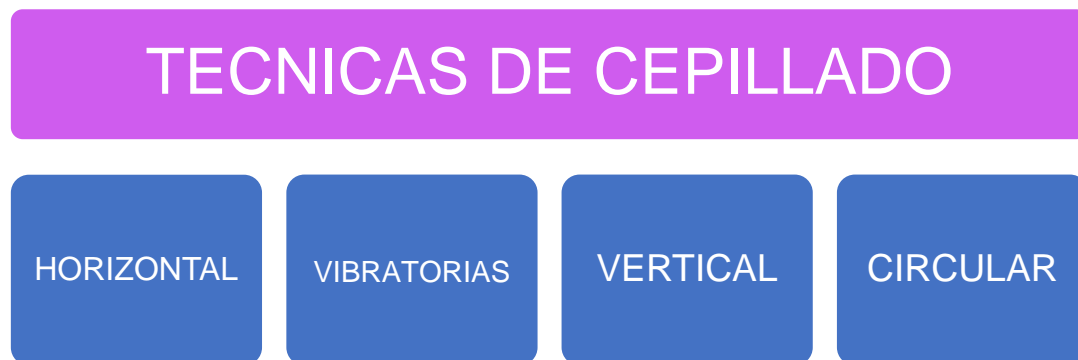 TECNICAS DE CEPILLADO
HORIZONTAL
VIBRATORIAS
VERTICAL
CIRCULAR